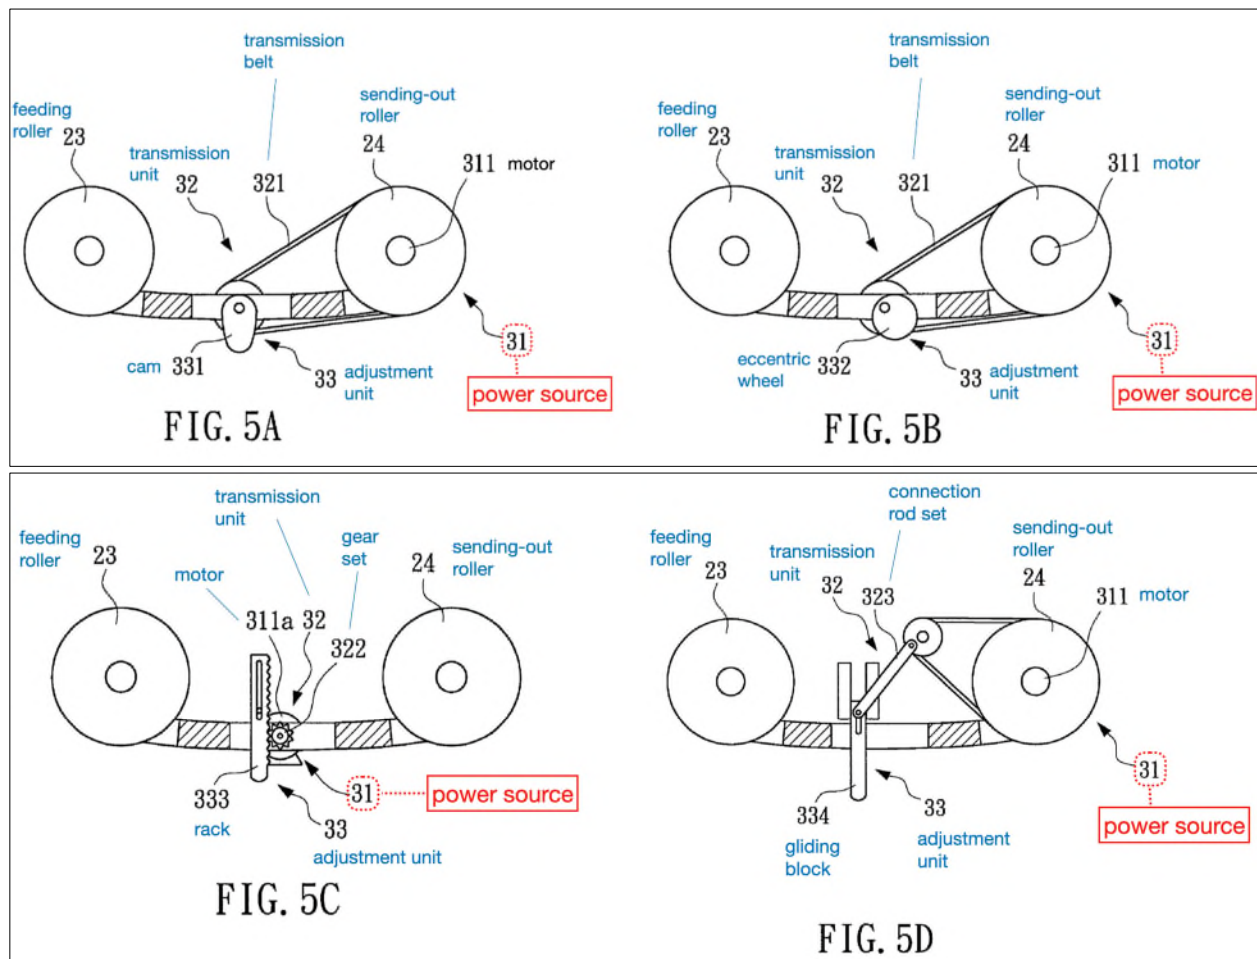 transmission
belt
feeding
roller 23
sending-out
roller
24
transmission
unit
32
321
311 motor
cam 331
33 adjustment
unit
31
power source
FIG. 5A
transmission
belt
feeding
roller 23
sending-out
roller
24
transmission
unit
32
321
311 motor
eccentric
wheel 332
33 adjustment
unit
31
power source
FIG. 5B
transmission
unit
feeding
roller 23
motor
311a 32
gear
set
322
24 sending-out
roller
333
rack
33
adjustment unit
31 power source
FIG. 5C
connection
rod set
feeding
roller
23
transmission
unit
32
323
sending-out
roller
24
311 motor
334
gliding
block
33
adjustment
unit
31
power source
FIG. 5D